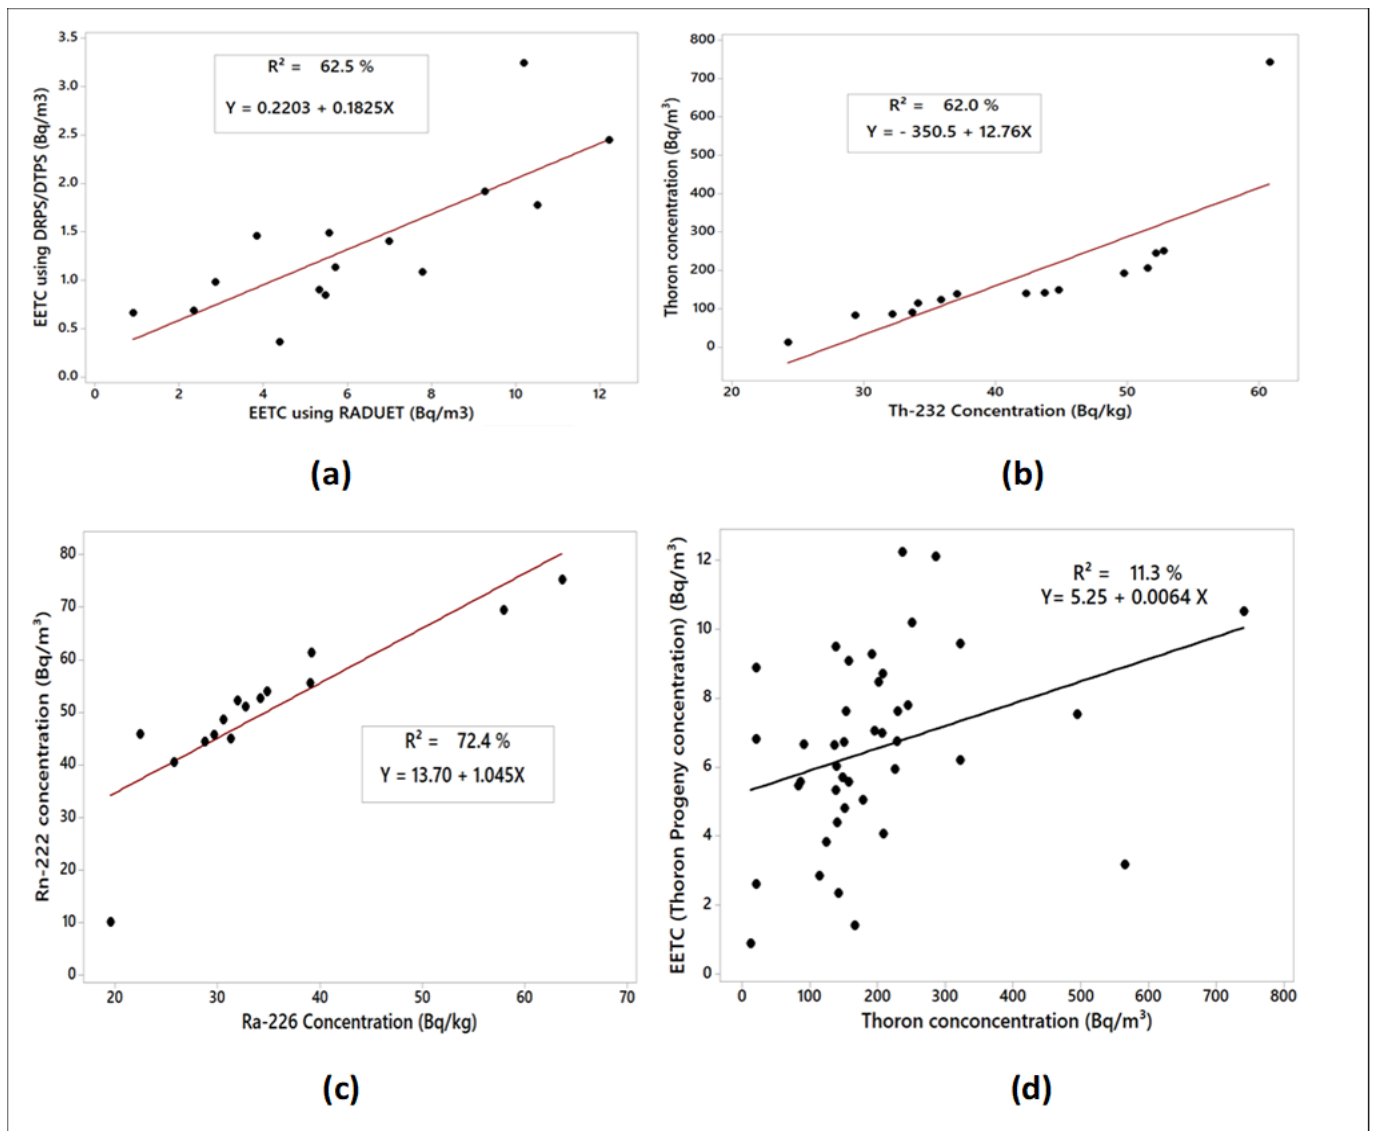 3.5
3.0
2.5
2.0
1.5
1.0
0.5
0.0
EETC using DRPS/DTPS (Bq/m3)
R² = 62.5 %
Y = 0.2203 + 0.1825X
0 2 4 6 8 10 12
EETC using RADUET (Bq/m3)
(a)
800
700
600
500
400
300
200
100
0
Thoron concentration (Bq/m³)
R² = 62.0 %
Y = - 350.5 + 12.76X
20 30 40 50 60
Th-232 Concentration (Bq/kg)
(b)
80
70
60
50
40
30
20
10
0
Rn-222 concentration (Bq/m³)
R² = 72.4 %
Y = 13.70 + 1.045X
20 30 40 50 60 70
Ra-226 Concentration (Bq/kg)
(c)
12
10
8
6
4
2
0
EETC (Thoron Progeny concentration) (Bq/m³)
R² = 11.3 %
Y= 5.25 + 0.0064 X
0 100 200 300 400 500 600 700 800
Thoron conconcentration (Bq/m³)
(d)